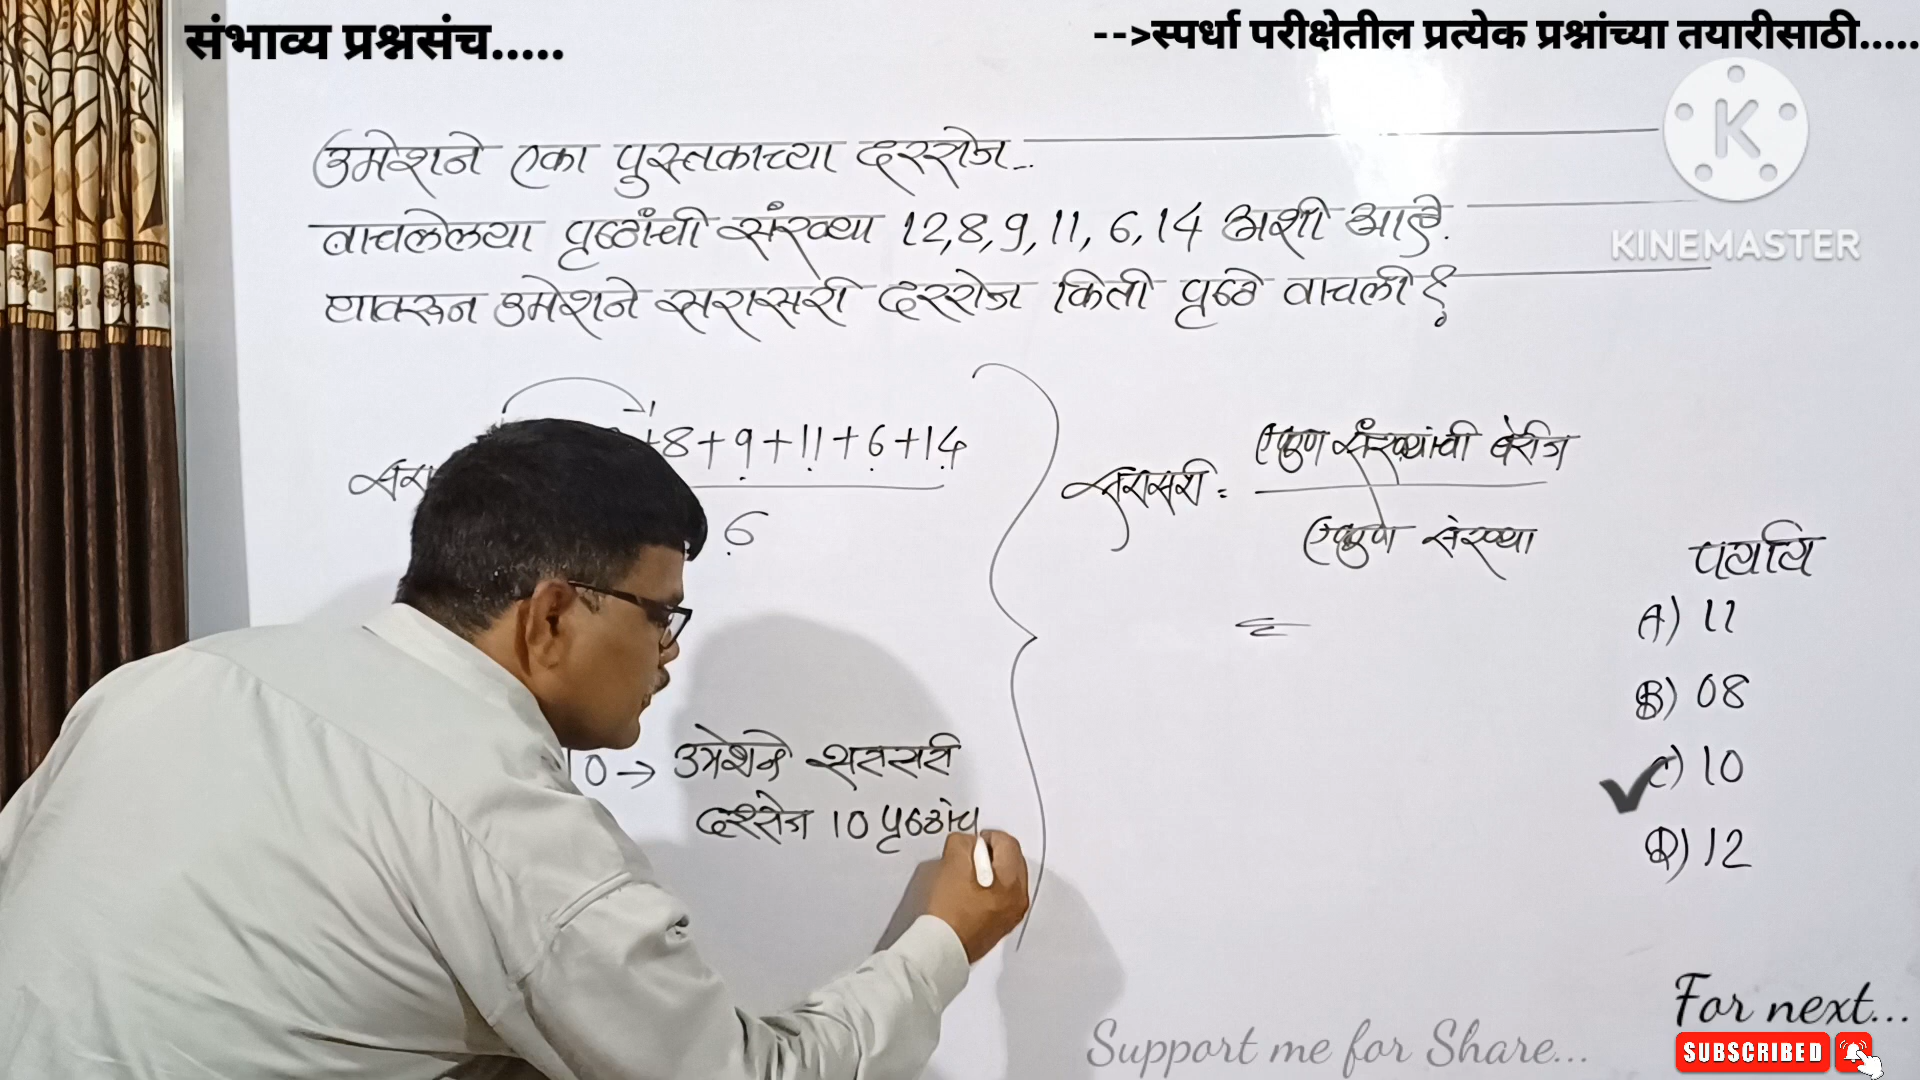 संभाव्य प्रश्नसंच.....
-->स्पर्धा परीक्षेतील प्रत्येक प्रश्नांच्या तयारीसाठी.....
KINEMASTER
उमेशने एका पुस्तकाच्या दररोज..
वाचलेल्या पृष्ठांची संख्या 12,8,9,11,6,14 अशी आहे.
यावरून उमेशने सरासरी दररोज किती पृष्ठे वाचली?
+8+9+11+6+14
6
10→ उमेशने सरासरी
दररोज 10 पृष्ठांच
सरासरी = एकुण संख्यांची बेरीज
एकुण संख्या
=
पर्याय
A) 11
B) 08
C) 10
D) 12
For next...
Support me for Share...
SUBSCRIBED